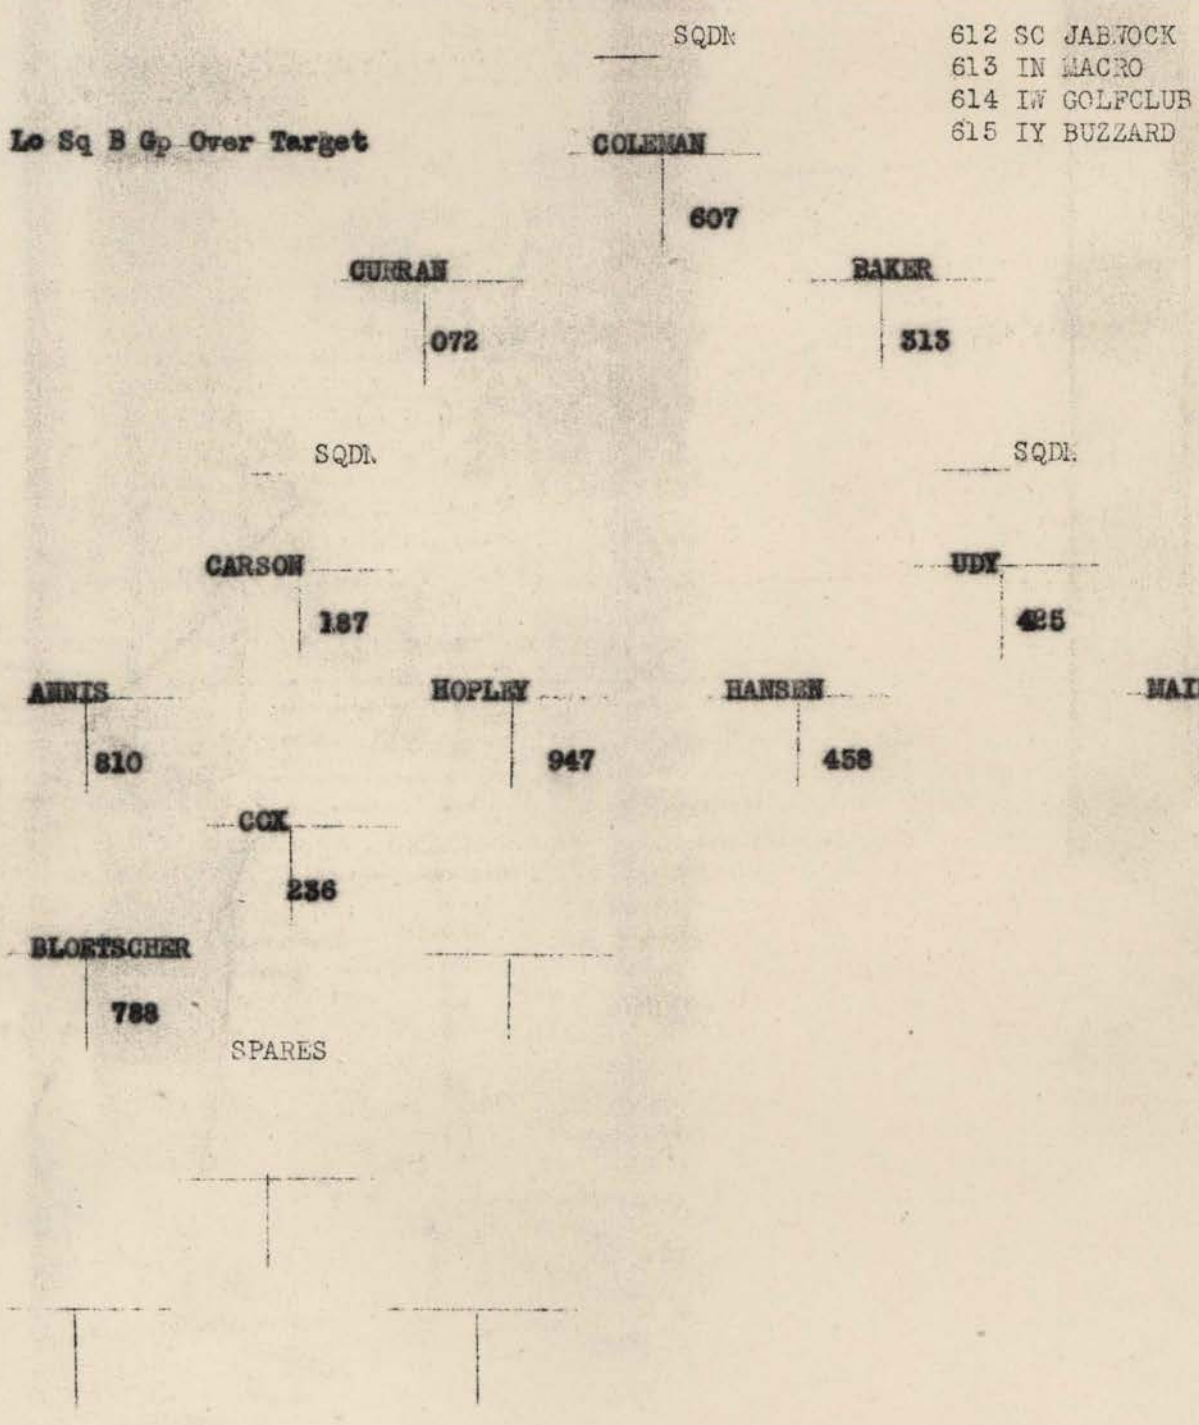 SQDN
612 SC JABWOCK
613 IN MACRO
614 IW GOLFCLUB
615 IY BUZZARD
Lo Sq B Gp Over Target
COLEMAN
607
CURRAN
BAKER
072
313
SQDN
SQDN
CARSON
UDY
187
425
ANNIS
HOPLEY
HANSEN
810
947
458
COX
236
BLOETSCHER
788
SPARES